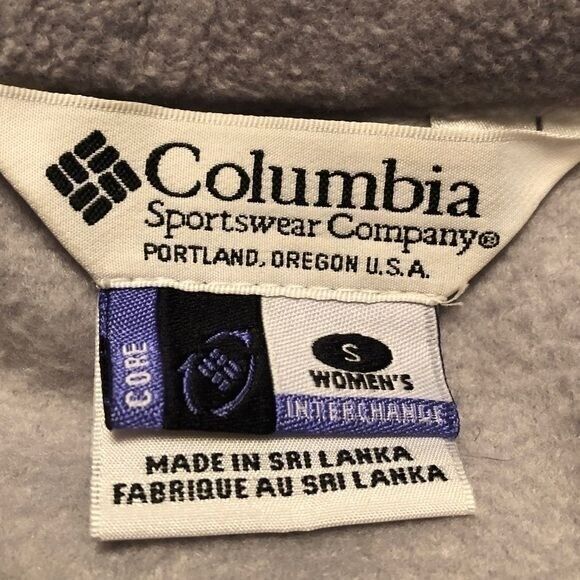 Columbia
Sportswear Company®
PORTLAND, OREGON U.S.A.
CORE
S
WOMEN'S
INTERCHANGE
MADE IN SRI LANKA
FABRIQUE AU SRI LANKA